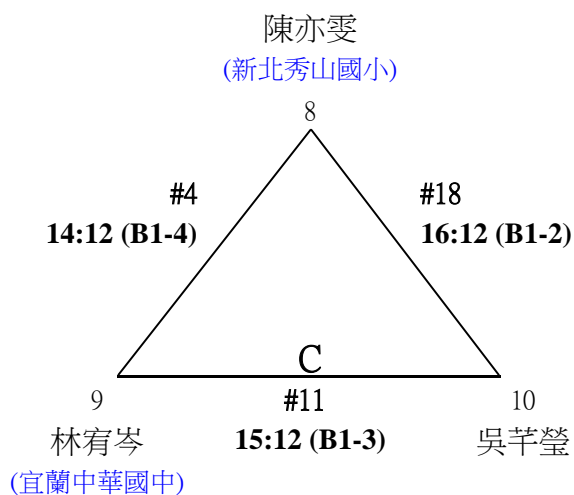 陳亦雯
(新北秀山國小)
8
#4
14:12 (B1-4)
#18
16:12 (B1-2)
C
9
#11
10
林宥岑
15:12 (B1-3)
吳芊瑩
(宜蘭中華國中)